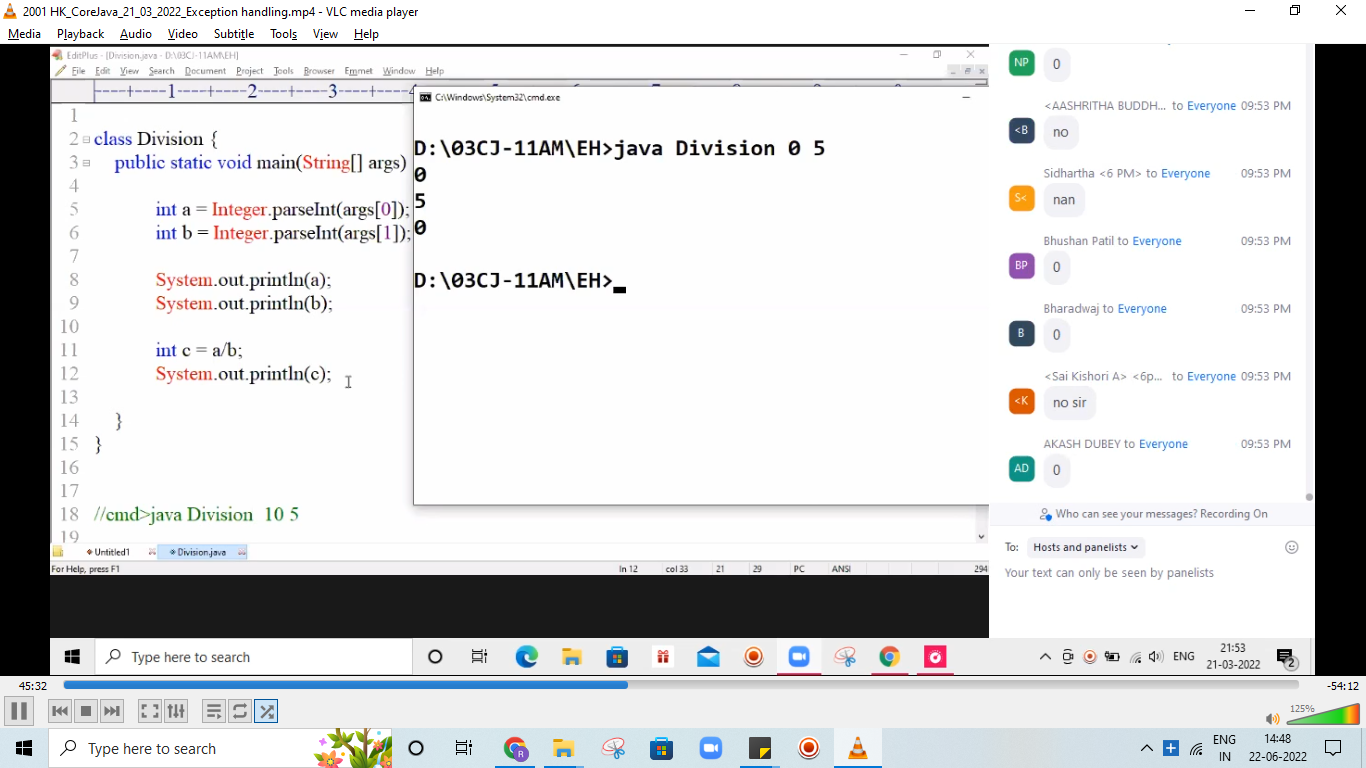 2001 HK_CoreJava_21_03_2022_Exception handling.mp4 - VLC media player
Media Playback Audio Video Subtitle Tools View Help
EditPlus - [Division.java - D:\03CJ-11AM\EH]
File Edit View Search Document Project Tools Browser Emmet Window Help
----+----1----+----2----+----3----+----4
1
2 class Division {
3 public static void main(String[] args)
4
5 int a = Integer.parseInt(args[0]);
6 int b = Integer.parseInt(args[1]);
7
8 System.out.println(a);
9 System.out.println(b);
10
11 int c = a/b;
12 System.out.println(c);
13
14 }
15 }
16
17
18 //cmd>java Division 10 5
19
Untitled1 Division.java
For Help, press F1 ln 12 col 33 21 29 PC ANSI 294
C:\Windows\System32\cmd.exe
D:\03CJ-11AM\EH>java Division 0 5
0
5
0
D:\03CJ-11AM\EH>
NP 0
<AASHRITHA BUDDH... to Everyone 09:53 PM
<B no
Sidhartha <6 PM> to Everyone 09:53 PM
S< nan
Bhushan Patil to Everyone 09:53 PM
BP 0
Bharadwaj to Everyone 09:53 PM
B 0
<Sai Kishori A> <6p... to Everyone 09:53 PM
<K no sir
AKASH DUBEY to Everyone 09:53 PM
AD 0
Who can see your messages? Recording On
To: Hosts and panelists
Your text can only be seen by panelists
Type here to search
ENG
21:53
21-03-2022
2
45:32
-54:12
125%
Type here to search
R
ENG
IN
14:48
22-06-2022